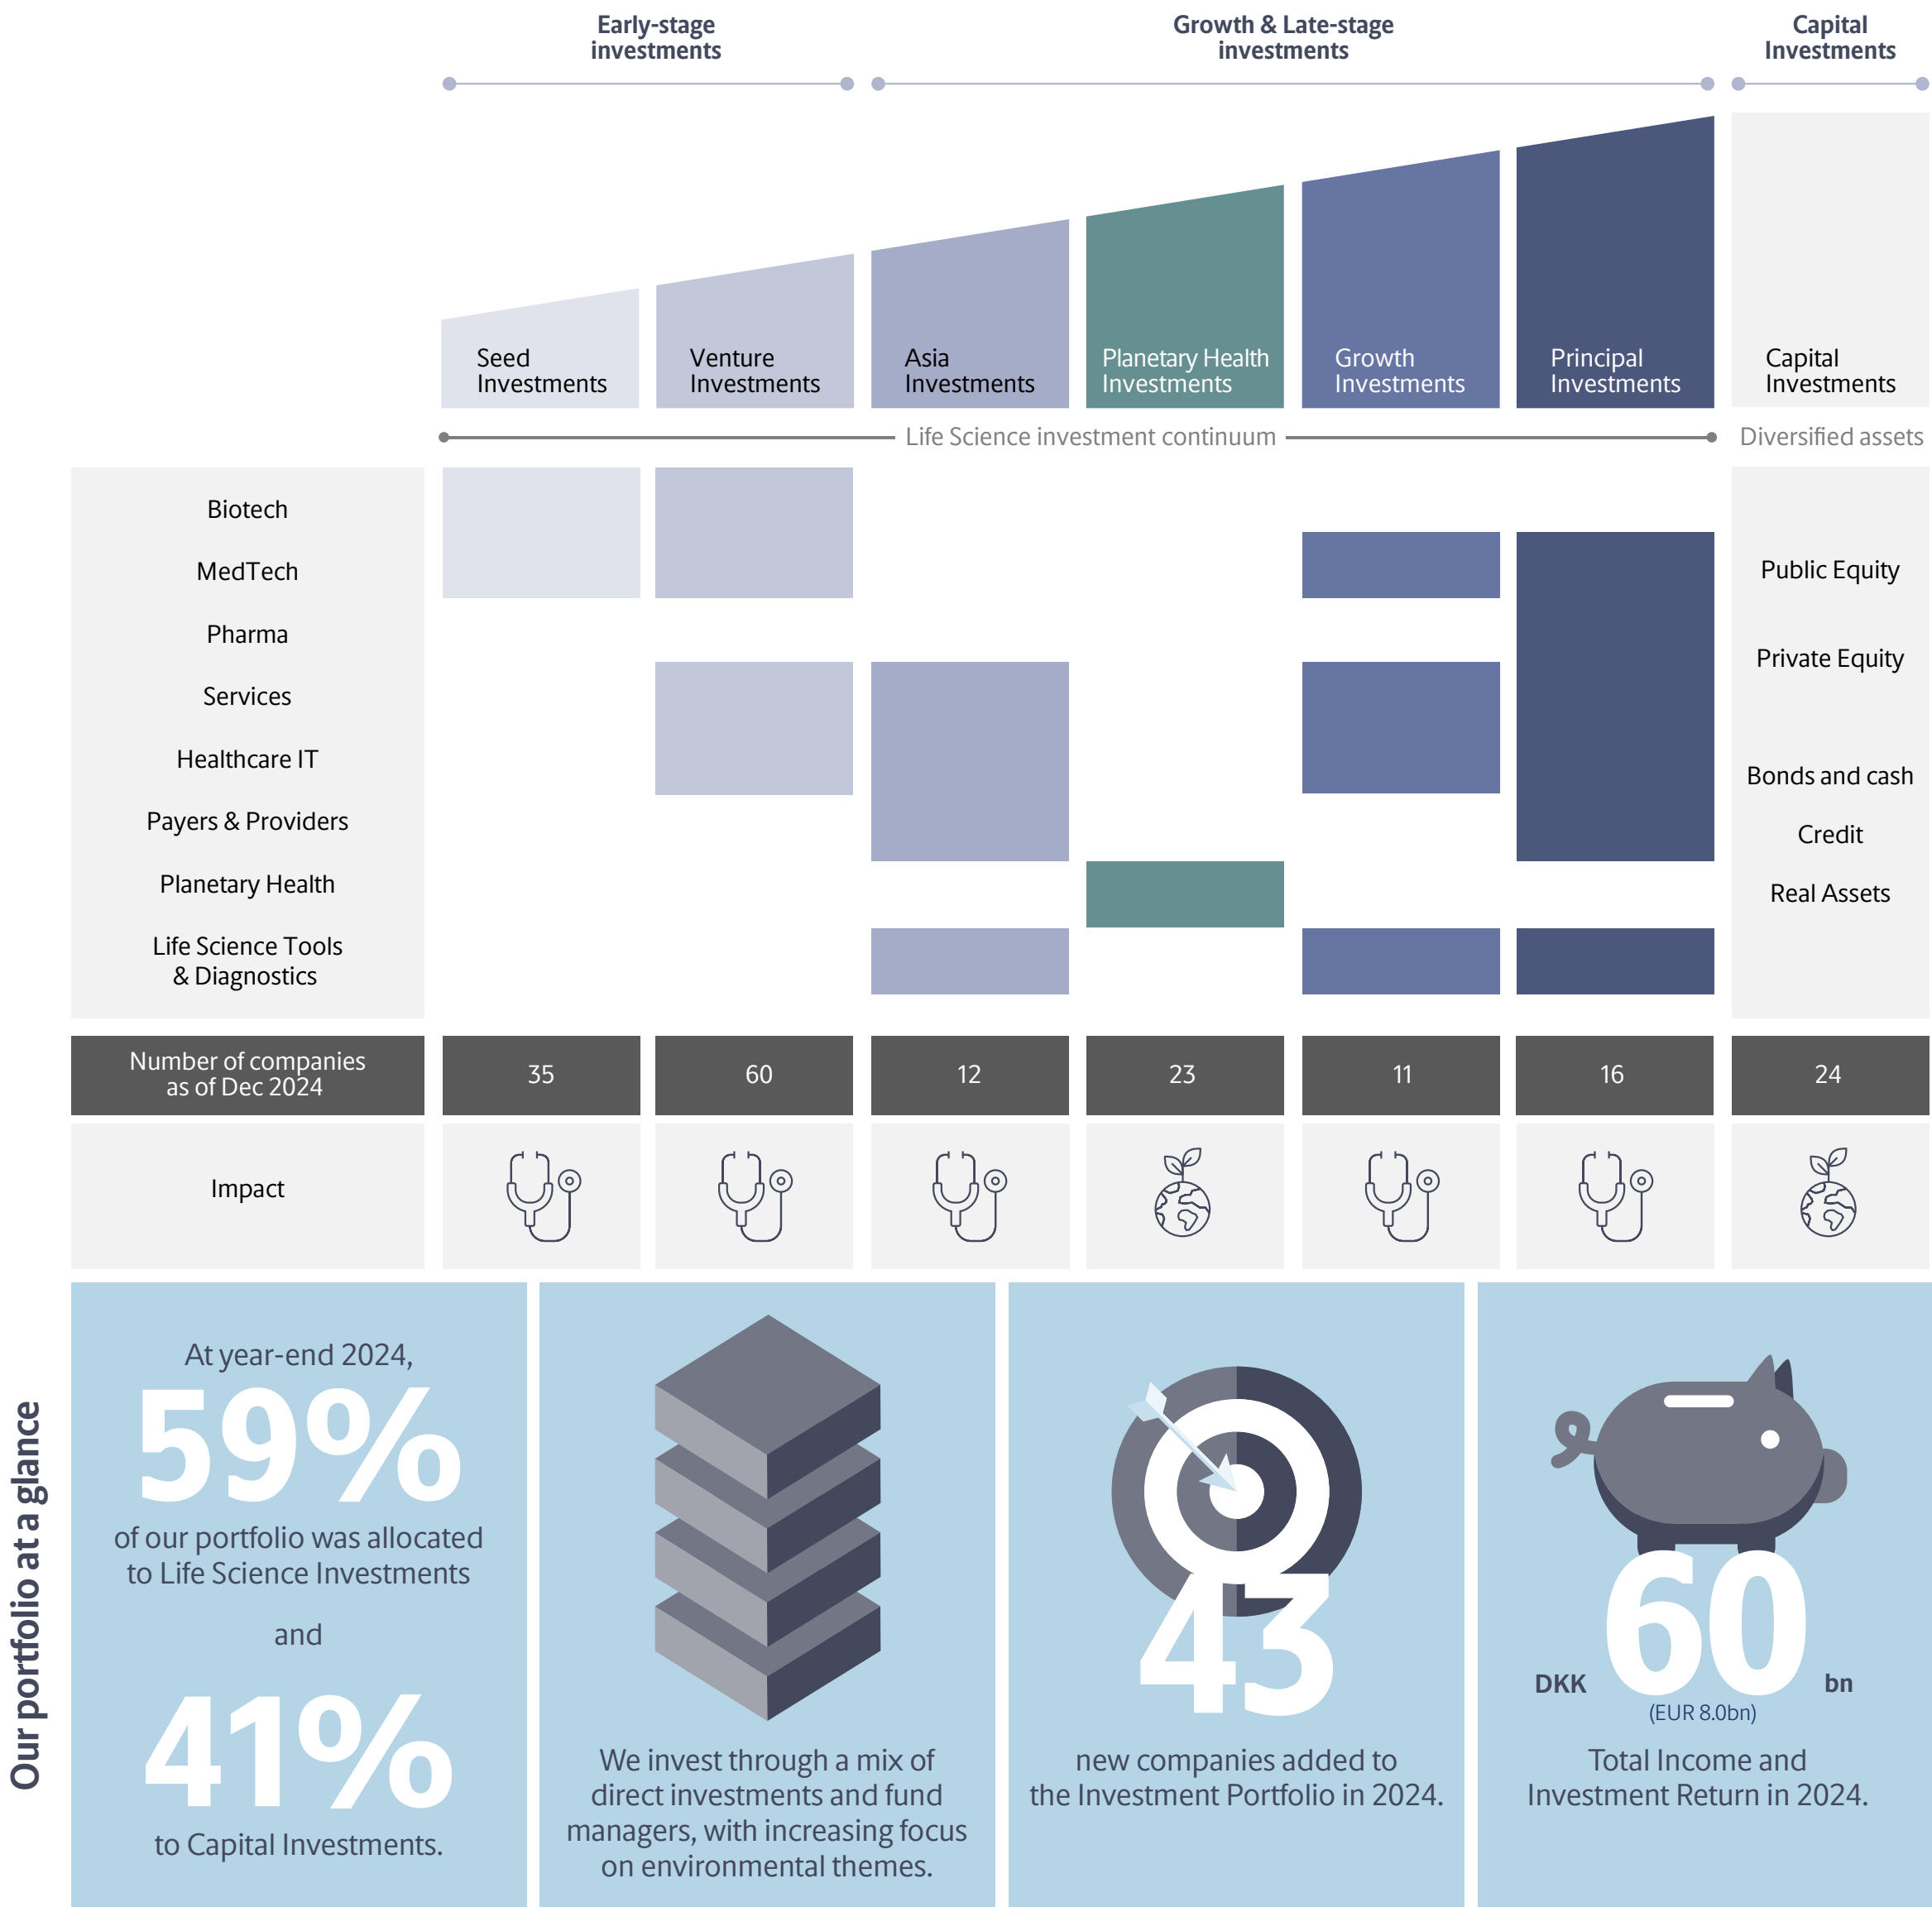 Early-stage
investments
Growth & Late-stage
investments
Capital
Investments
Seed
Investments
Venture
Investments
Asia
Investments
Planetary Health
Investments
Growth
Investments
Principal
Investments
Capital
Investments
Life Science investment continuum
Diversified assets
Biotech
MedTech
Pharma
Services
Healthcare IT
Payers & Providers
Planetary Health
Life Science Tools
& Diagnostics
Public Equity
Private Equity
Bonds and cash
Credit
Real Assets
Number of companies
as of Dec 2024
35
60
12
23
11
16
24
Impact
Our portfolio at a glance
At year-end 2024,
59%
of our portfolio was allocated
to Life Science Investments
and
41%
to Capital Investments.
We invest through a mix of
direct investments and fund
managers, with increasing focus
on environmental themes.
43
new companies added to
the Investment Portfolio in 2024.
DKK 60 bn
(EUR 8.0bn)
Total Income and
Investment Return in 2024.